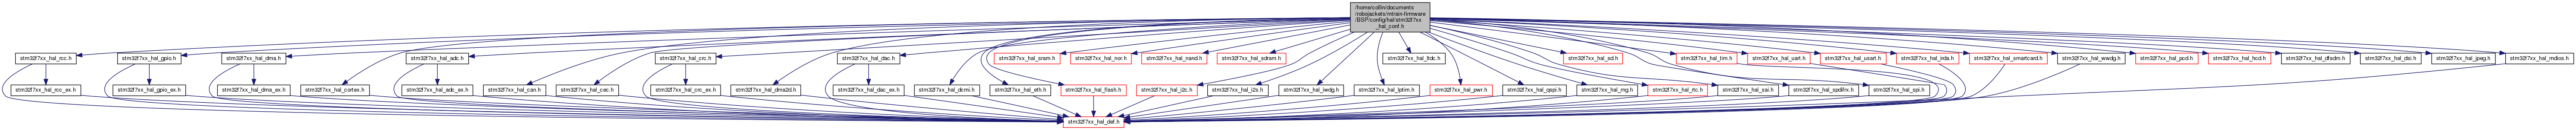 /home/collin/documents
/robojackets/mtrain-firmware
/BSP/config/hal/stm32f7xx
_hal_conf.h
stm32f7xx_hal_rcc.h
stm32f7xx_hal_gpio.h
stm32f7xx_hal_dma.h
stm32f7xx_hal_adc.h
stm32f7xx_hal_crc.h
stm32f7xx_hal_dac.h
stm32f7xx_hal_sram.h
stm32f7xx_hal_nor.h
stm32f7xx_hal_nand.h
stm32f7xx_hal_sdram.h
stm32f7xx_hal_ltdc.h
stm32f7xx_hal_sd.h
stm32f7xx_hal_tim.h
stm32f7xx_hal_uart.h
stm32f7xx_hal_usart.h
stm32f7xx_hal_irda.h
stm32f7xx_hal_smartcard.h
stm32f7xx_hal_wwdg.h
stm32f7xx_hal_pcd.h
stm32f7xx_hal_hcd.h
stm32f7xx_hal_dfsdm.h
stm32f7xx_hal_dsi.h
stm32f7xx_hal_jpeg.h
stm32f7xx_hal_mdios.h
stm32f7xx_hal_rcc_ex.h
stm32f7xx_hal_gpio_ex.h
stm32f7xx_hal_dma_ex.h
stm32f7xx_hal_cortex.h
stm32f7xx_hal_adc_ex.h
stm32f7xx_hal_can.h
stm32f7xx_hal_cec.h
stm32f7xx_hal_crc_ex.h
stm32f7xx_hal_dma2d.h
stm32f7xx_hal_dac_ex.h
stm32f7xx_hal_dcmi.h
stm32f7xx_hal_eth.h
stm32f7xx_hal_flash.h
stm32f7xx_hal_i2c.h
stm32f7xx_hal_i2s.h
stm32f7xx_hal_iwdg.h
stm32f7xx_hal_lptim.h
stm32f7xx_hal_pwr.h
stm32f7xx_hal_qspi.h
stm32f7xx_hal_rng.h
stm32f7xx_hal_rtc.h
stm32f7xx_hal_sai.h
stm32f7xx_hal_spdifrx.h
stm32f7xx_hal_spi.h
stm32f7xx_hal_def.h